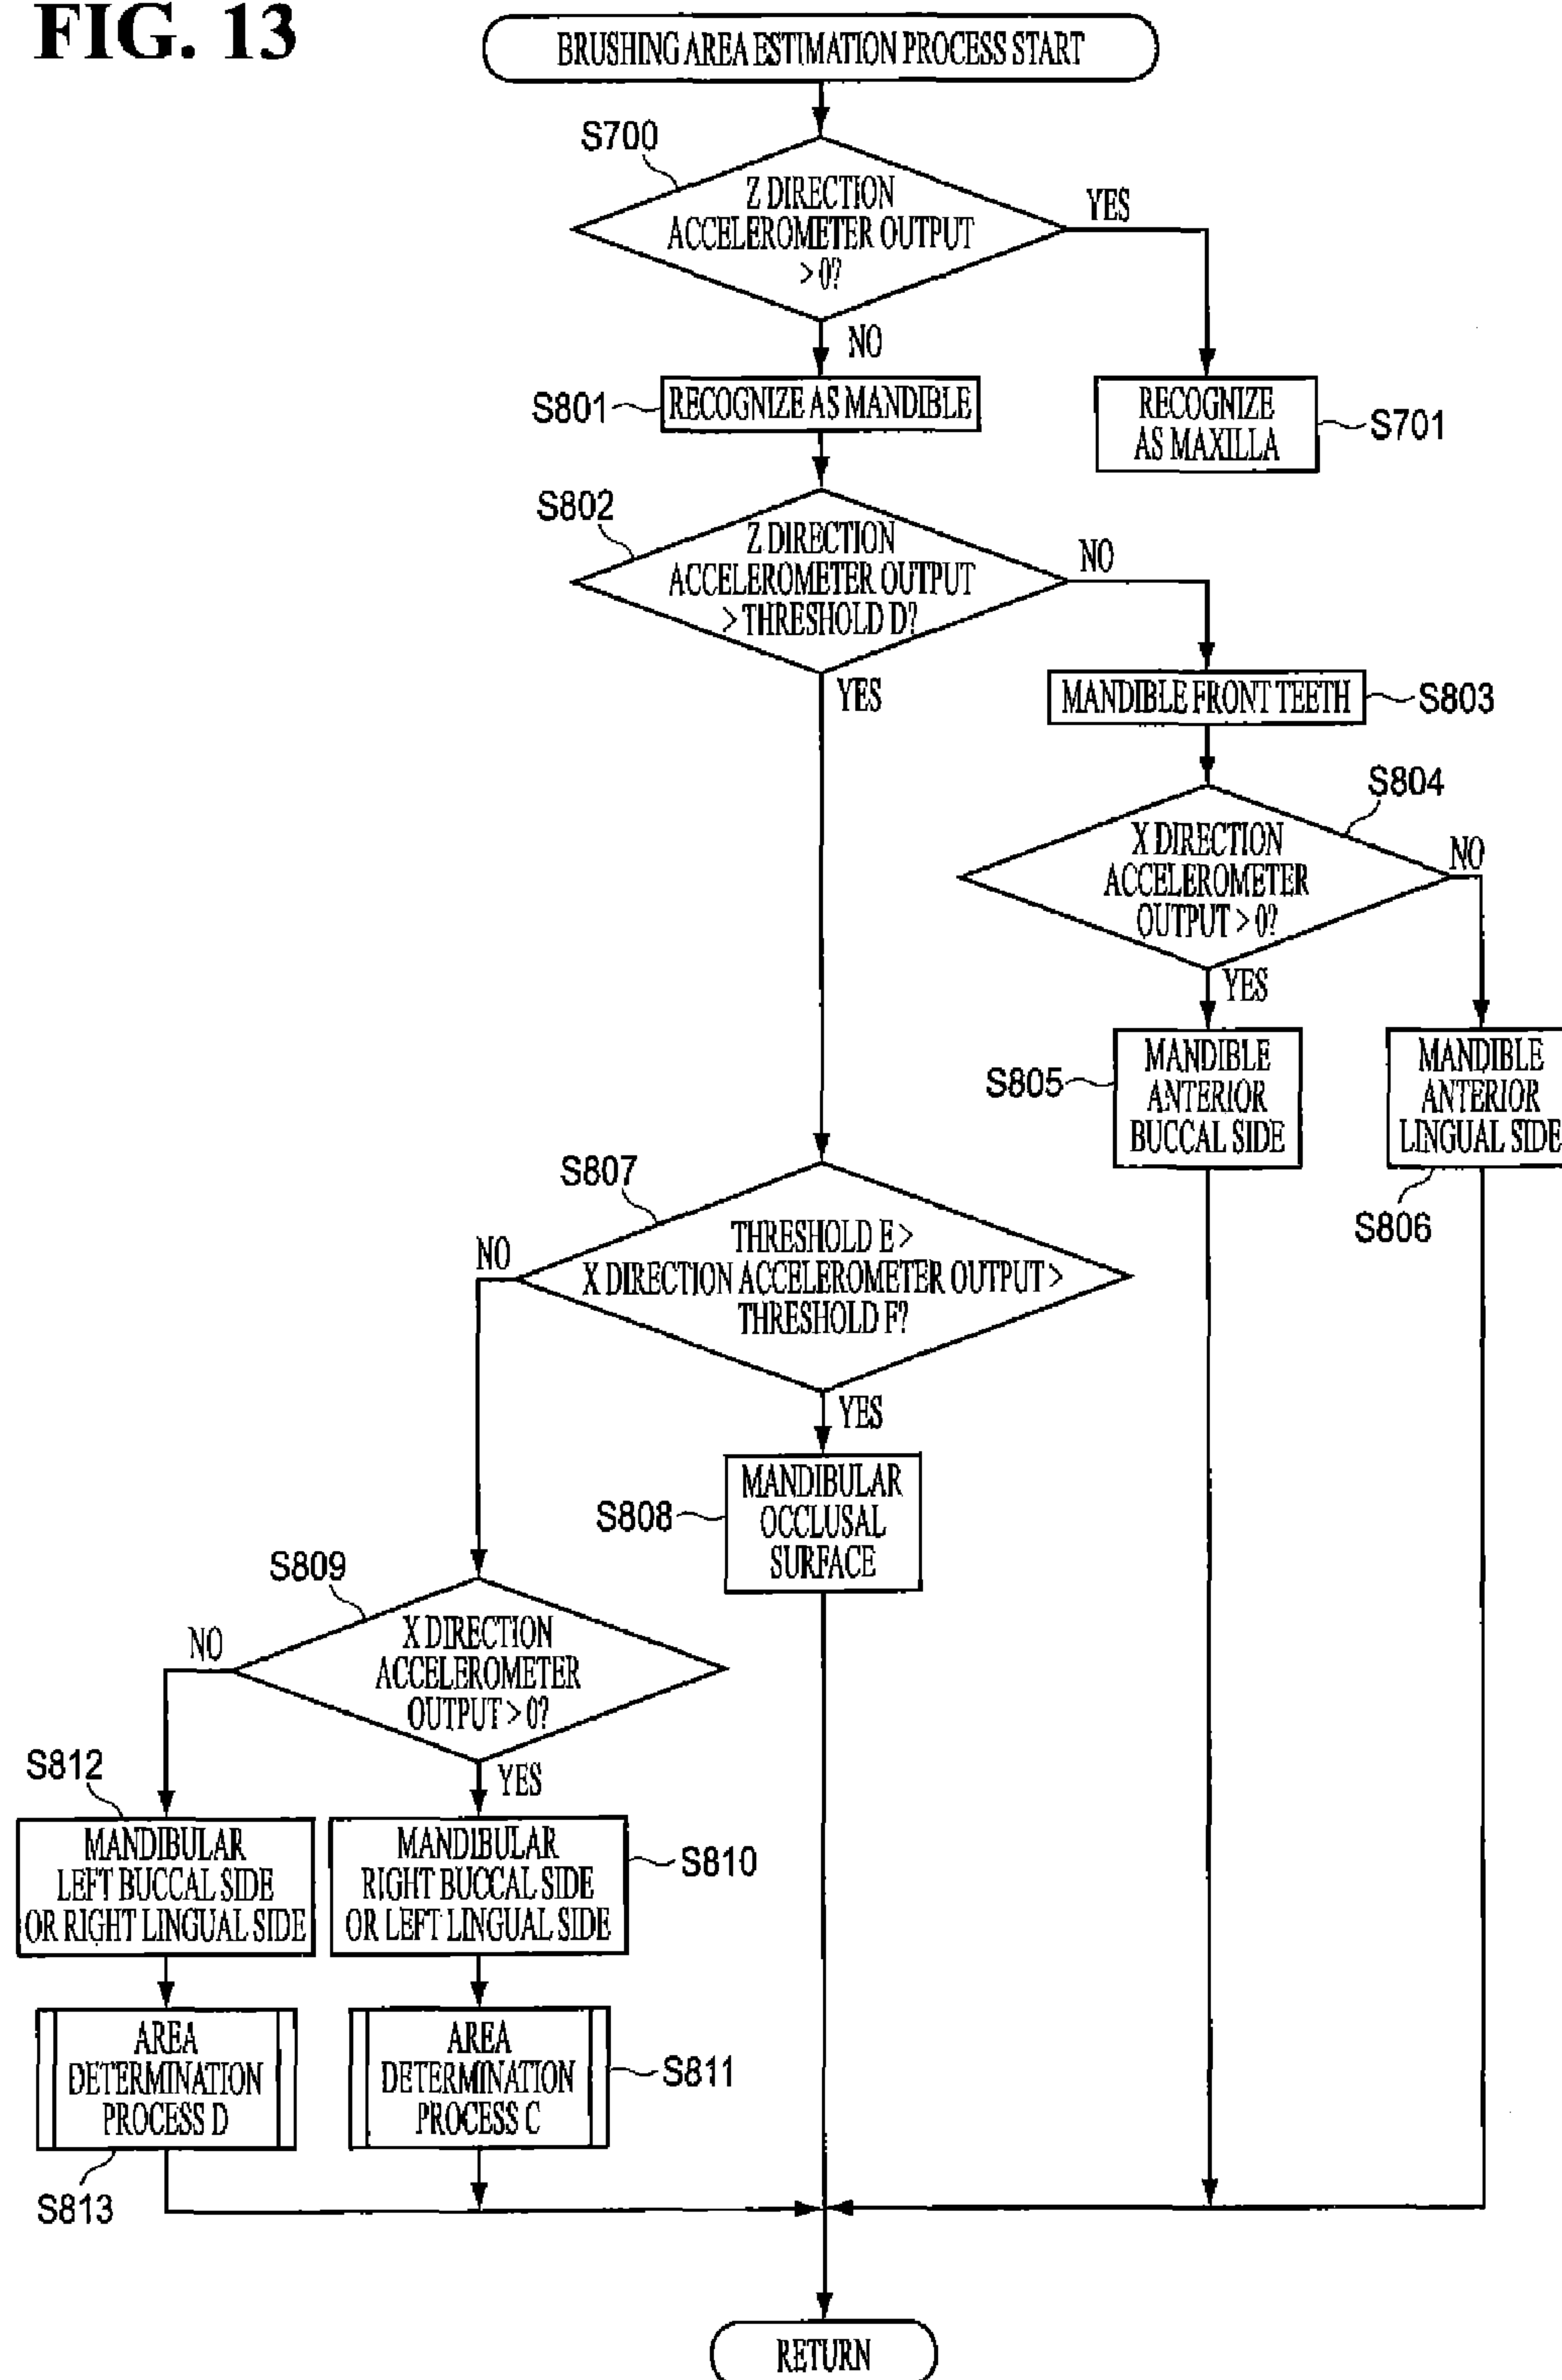 FIG. 13
BRUSHING AREA ESTIMATION PROCESS START
S700
Z DIRECTION
ACCELEROMETER OUTPUT
> 0?
YES
NO
S801
RECOGNIZE AS MANDIBLE
RECOGNIZE
AS MAXILLA
S701
S802
Z DIRECTION
ACCELEROMETER OUTPUT
> THRESHOLD D?
NO
YES
MANDIBLE FRONT TEETH
S803
S804
X DIRECTION
ACCELEROMETER
OUTPUT > 0?
NO
YES
S805
MANDIBLE
ANTERIOR
BUCCAL SIDE
MANDIBLE
ANTERIOR
LINGUAL SIDE
S806
S807
THRESHOLD E >
X DIRECTION ACCELEROMETER OUTPUT >
THRESHOLD F?
NO
YES
S808
MANDIBULAR
OCCLUSAL
SURFACE
S809
X DIRECTION
ACCELEROMETER
OUTPUT > 0?
NO
YES
S812
MANDIBULAR
LEFT BUCCAL SIDE
OR RIGHT LINGUAL SIDE
MANDIBULAR
RIGHT BUCCAL SIDE
OR LEFT LINGUAL SIDE
S810
AREA
DETERMINATION
PROCESS D
S813
AREA
DETERMINATION
PROCESS C
S811
RETURN